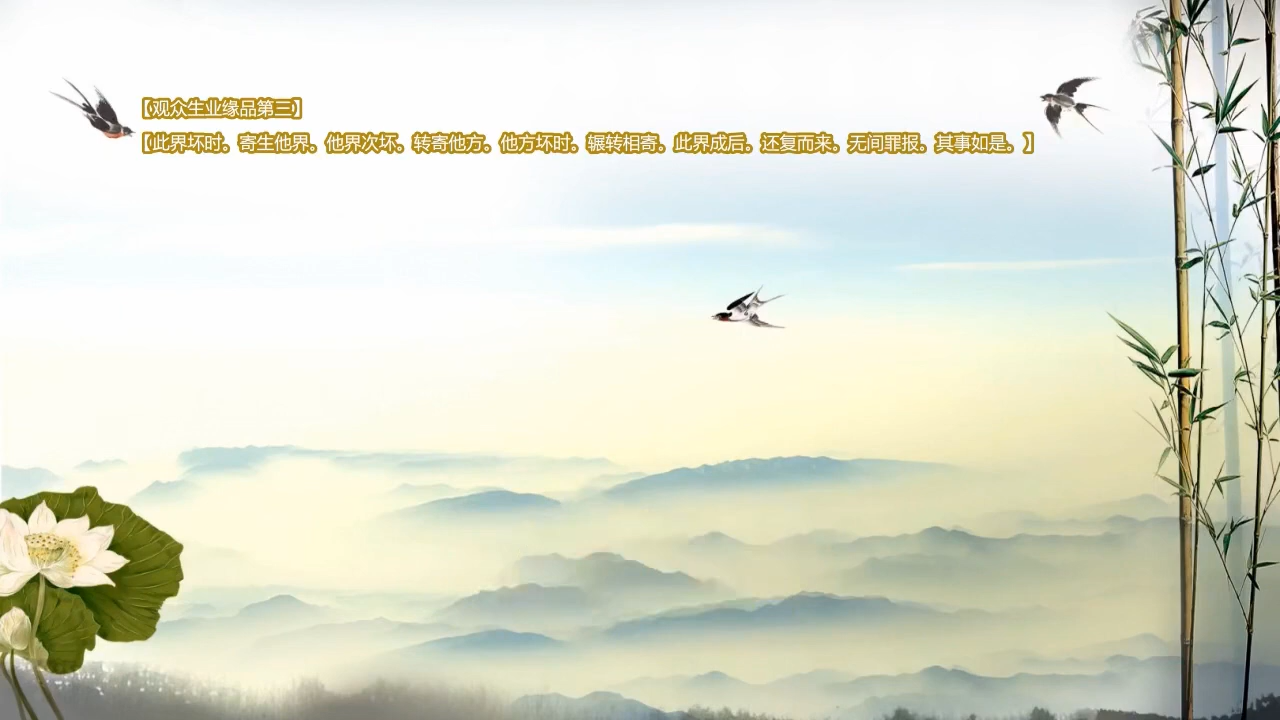 【观众生业缘品第三】
【此界坏时。寄生他界。他界次坏。转寄他方。他方坏时。辗转相寄。此界成后。还复而来。无间罪报。其事如是。】